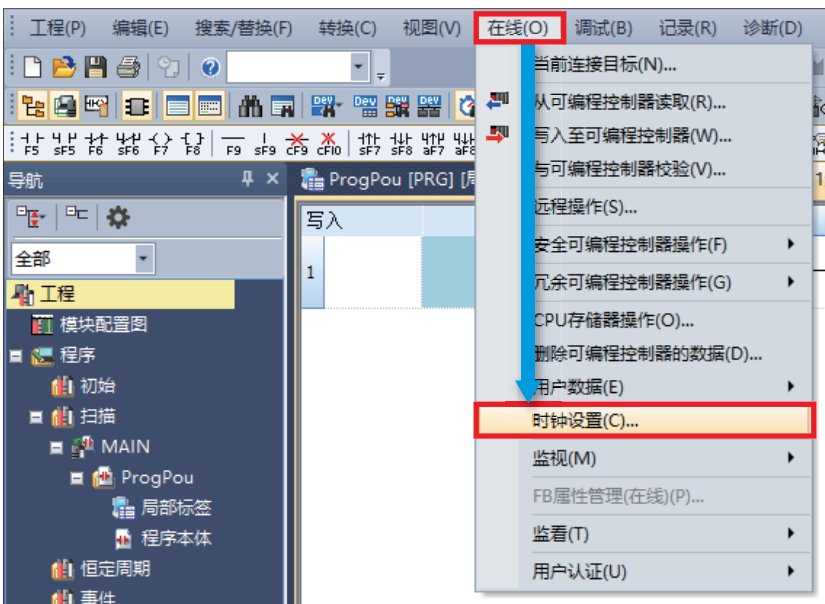 工程(P) 编辑(E) 搜索/替换(F) 转换(C) 视图(V) 在线(O) 调试(B) 记录(R) 诊断(D)
F5 sF5 F6 sF6 F7 F8 F9 sF9 cF9 cF10 sF7 sF8 aF7 aF8
导航
ProgPou [PRG]
全部
工程
模块配置图
程序
初始
扫描
MAIN
ProgPou
局部标签
程序本体
恒定周期
事件
写入
1
当前连接目标(N)...
从可编程控制器读取(R)...
写入至可编程控制器(W)...
与可编程控制器校验(V)...
远程操作(S)...
安全可编程控制器操作(F)
冗余可编程控制器操作(G)
CPU存储器操作(O)...
删除可编程控制器的数据(D)...
用户数据(E)
时钟设置(C)...
监视(M)
FB属性管理(在线)(P)...
监看(T)
用户认证(U)